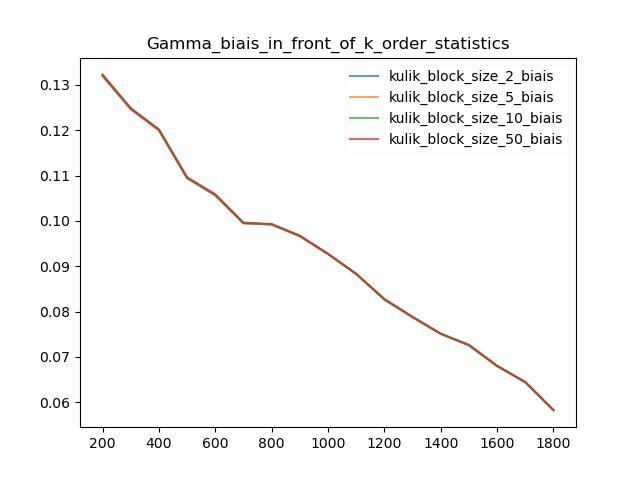 Gamma_biais_in_front_of_k_order_statistics
kulik_block_size_2_biais
kulik_block_size_5_biais
kulik_block_size_10_biais
kulik_block_size_50_biais
0.13
0.12
0.11
0.10
0.09
0.08
0.07
0.06
200 400 600 800 1000 1200 1400 1600 1800